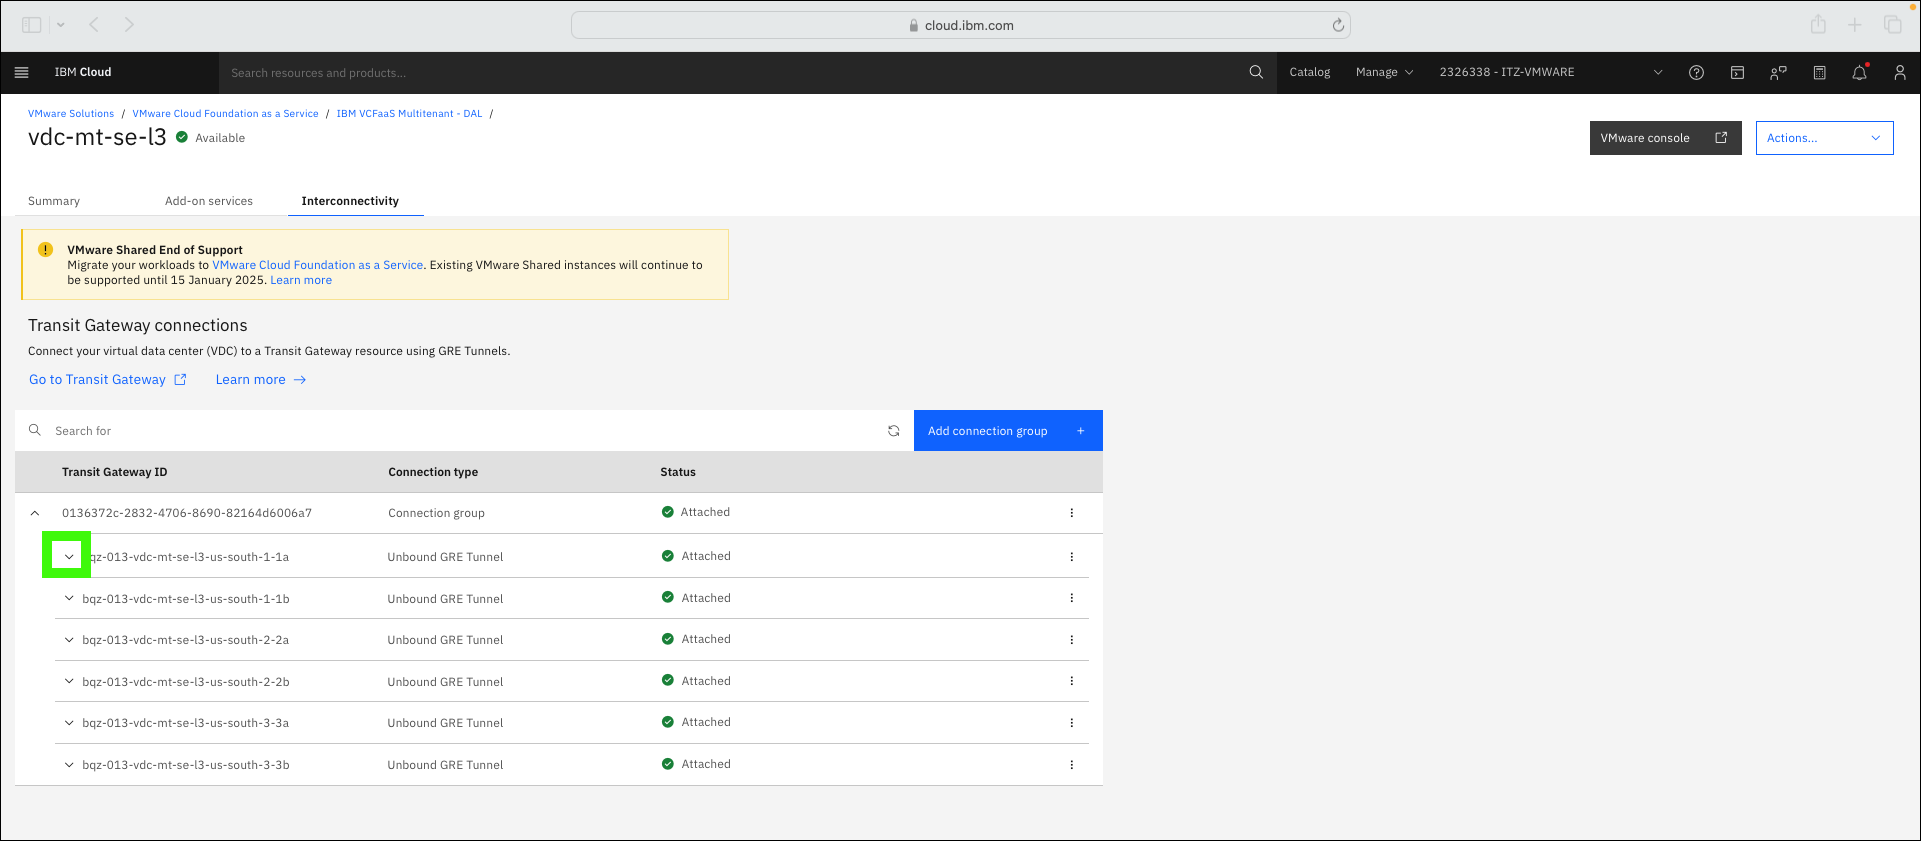 cloud.ibm.com
IBM Cloud
Search resources and products...
Catalog
Manage
2326338 - ITZ-VMWARE
VMware Solutions / VMware Cloud Foundation as a Service / IBM VCFaaS Multitenant - DAL /
vdc-mt-se-l3
Available
VMware console
Actions...
Summary
Add-on services
Interconnectivity
VMware Shared End of Support
Migrate your workloads to VMware Cloud Foundation as a Service. Existing VMware Shared instances will continue to
be supported until 15 January 2025. Learn more
Transit Gateway connections
Connect your virtual data center (VDC) to a Transit Gateway resource using GRE Tunnels.
Go to Transit Gateway
Learn more
Search for
Add connection group +
Transit Gateway ID Connection type Status
0136372c-2832-4706-8690-82164d6006a7 Connection group Attached
qz-013-vdc-mt-se-l3-us-south-1-1a Unbound GRE Tunnel Attached
bqz-013-vdc-mt-se-l3-us-south-1-1b Unbound GRE Tunnel Attached
bqz-013-vdc-mt-se-l3-us-south-2-2a Unbound GRE Tunnel Attached
bqz-013-vdc-mt-se-l3-us-south-2-2b Unbound GRE Tunnel Attached
bqz-013-vdc-mt-se-l3-us-south-3-3a Unbound GRE Tunnel Attached
bqz-013-vdc-mt-se-l3-us-south-3-3b Unbound GRE Tunnel Attached